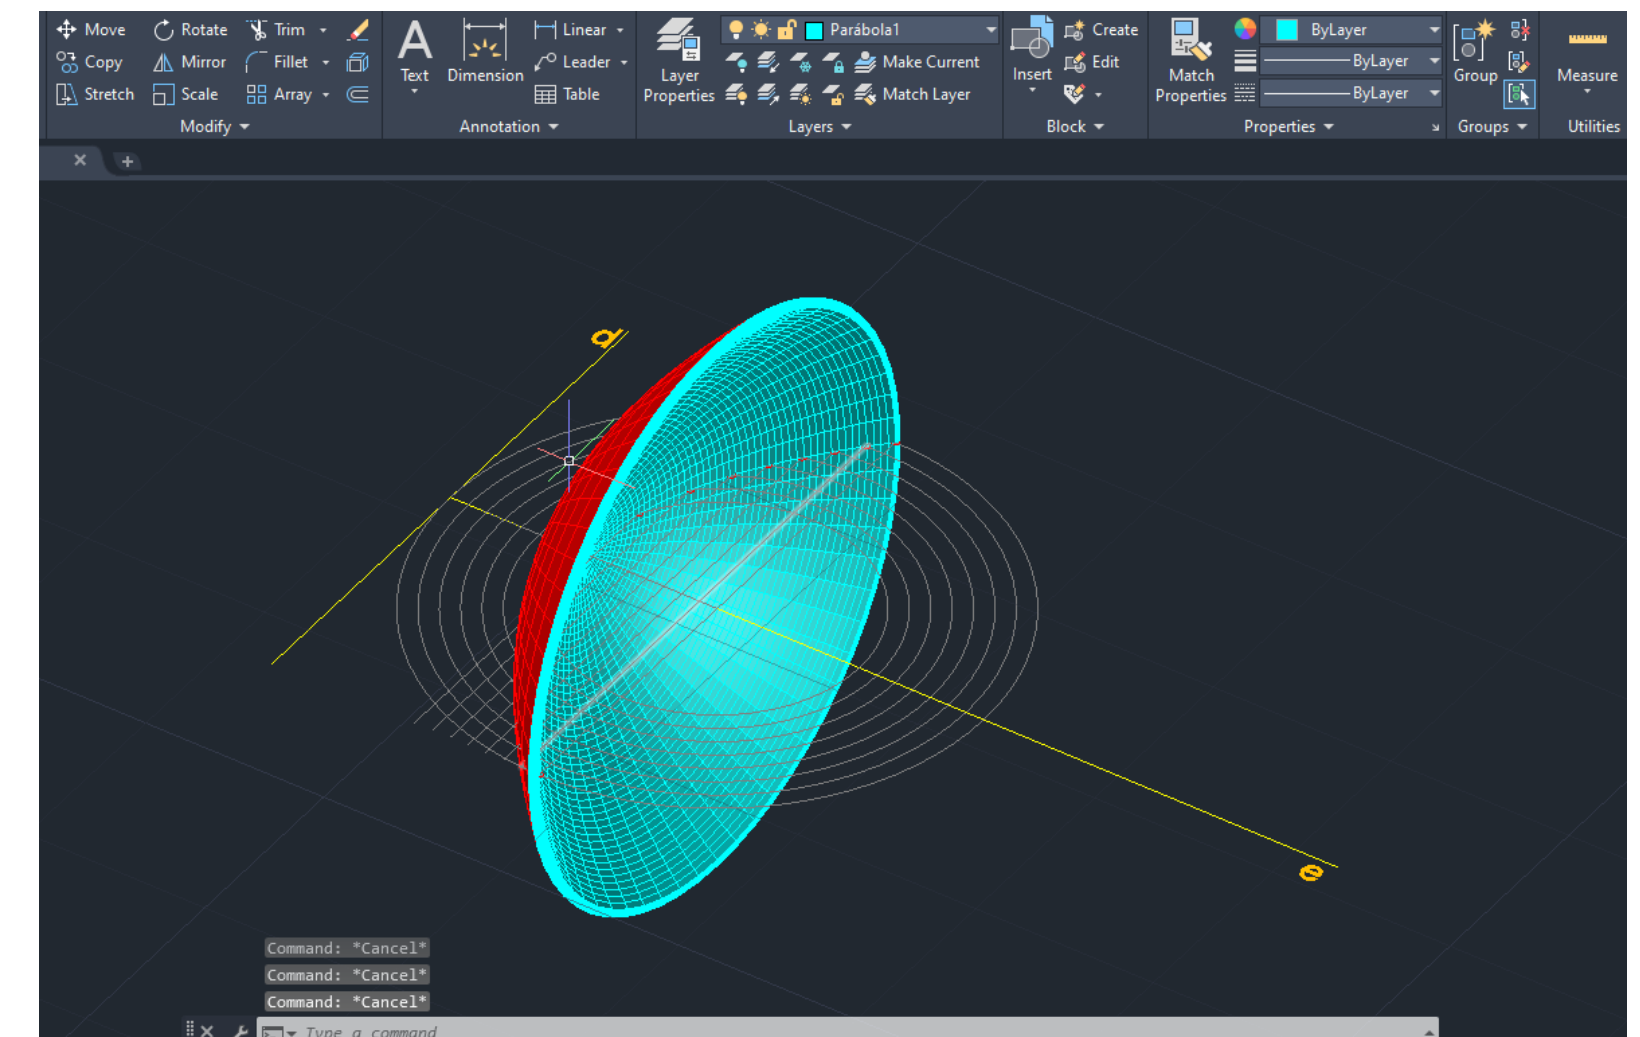 Move Rotate Trim Linear Parábola1 Create ByLayer
Copy Mirror Fillet Text Dimension Leader Layer Properties Make Current Insert Edit Match Properties ByLayer Group Measure
Stretch Scale Array Table Match Layer ByLayer
Modify Annotation Layers Block Properties Groups Utilities
d
e
Command: *Cancel*
Command: *Cancel*
Command: *Cancel*
Type a command